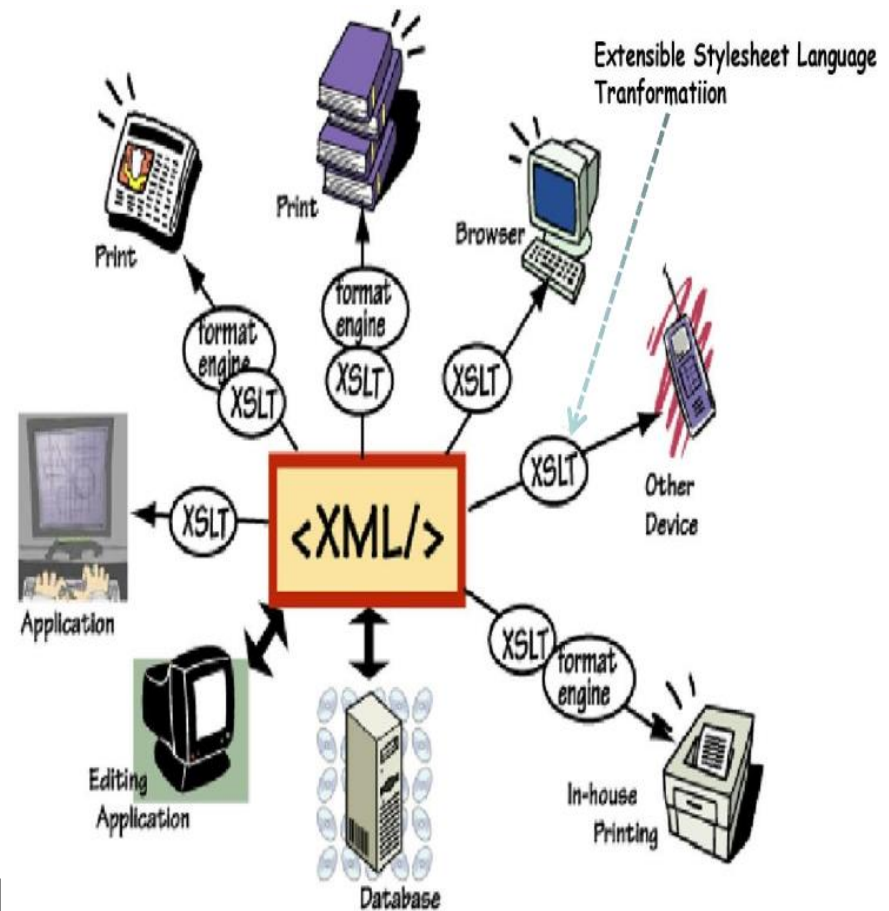 Extensible Stylesheet Language
Tranformatiion
Print
Print
Browser
format
engine
format
engine
XSLT
XSLT
XSLT
XSLT
Other
Device
XSLT
<XML/>
Application
XSLT
format
engine
Editing
Application
In-house
Printing
Database